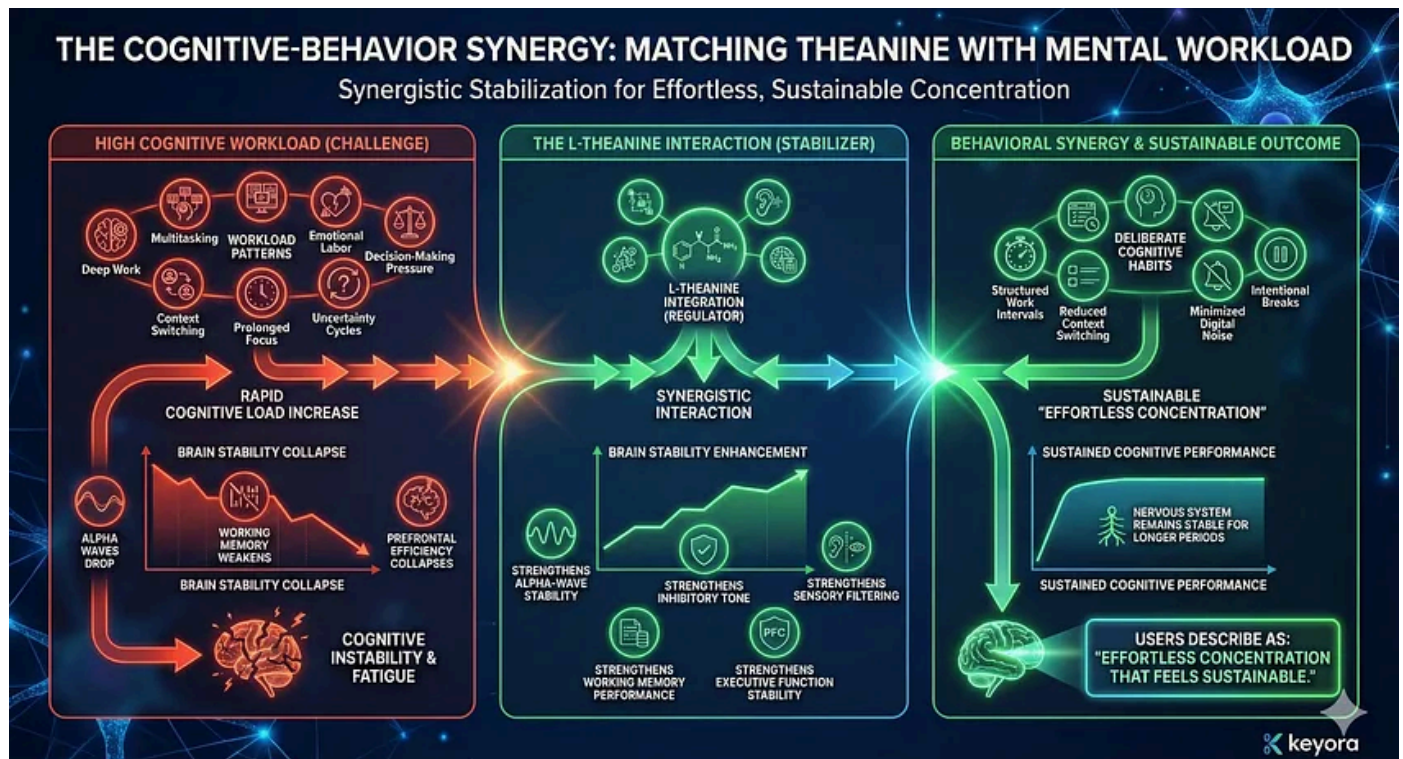 THE COGNITIVE-BEHAVIOR SYNERGY: MATCHING THEANINE WITH MENTAL WORKLOAD
Synergistic Stabilization for Effortless, Sustainable Concentration
HIGH COGNITIVE WORKLOAD (CHALLENGE)
Deep Work
Multitasking
WORKLOAD
PATTERNS
Emotional
Labor
Decision-Making
Pressure
Context
Switching
Prolonged
Focus
Uncertainty
Cycles
RAPID
COGNITIVE LOAD INCREASE
BRAIN STABILITY COLLAPSE
ALPHA
WAVES
DROP
WORKING
MEMORY
WEAKENS
PREFRONTAL
EFFICIENCY
COLLAPSES
BRAIN STABILITY COLLAPSE
COGNITIVE
INSTABILITY &
FATIGUE
THE L-THEANINE INTERACTION (STABILIZER)
N
NH₂
NH₂
L-THEANINE
INTEGRATION
(REGULATOR)
SYNERGISTIC
INTERACTION
BRAIN STABILITY ENHANCEMENT
STRENGTHENS
ALPHA-WAVE
STABILITY
STRENGTHENS
INHIBITORY TONE
STRENGTHENS
SENSORY FILTERING
STRENGTHENS
WORKING MEMORY
PERFORMANCE
PFC
STRENGTHENS
EXECUTIVE FUNCTION
STABILITY
BEHAVIORAL SYNERGY & SUSTAINABLE OUTCOME
DELIBERATE
COGNITIVE
HABITS
Structured
Work
Intervals
Reduced
Context
Switching
Minimized
Digital
Noise
Intentional
Breaks
SUSTAINABLE
"EFFORTLESS CONCENTRATION"
SUSTAINED COGNITIVE PERFORMANCE
NERVOUS SYSTEM
REMAINS STABLE FOR
LONGER PERIODS
SUSTAINED COGNITIVE PERFORMANCE
USERS DESCRIBE AS:
"EFFORTLESS CONCENTRATION
THAT FEELS SUSTAINABLE."
keyora